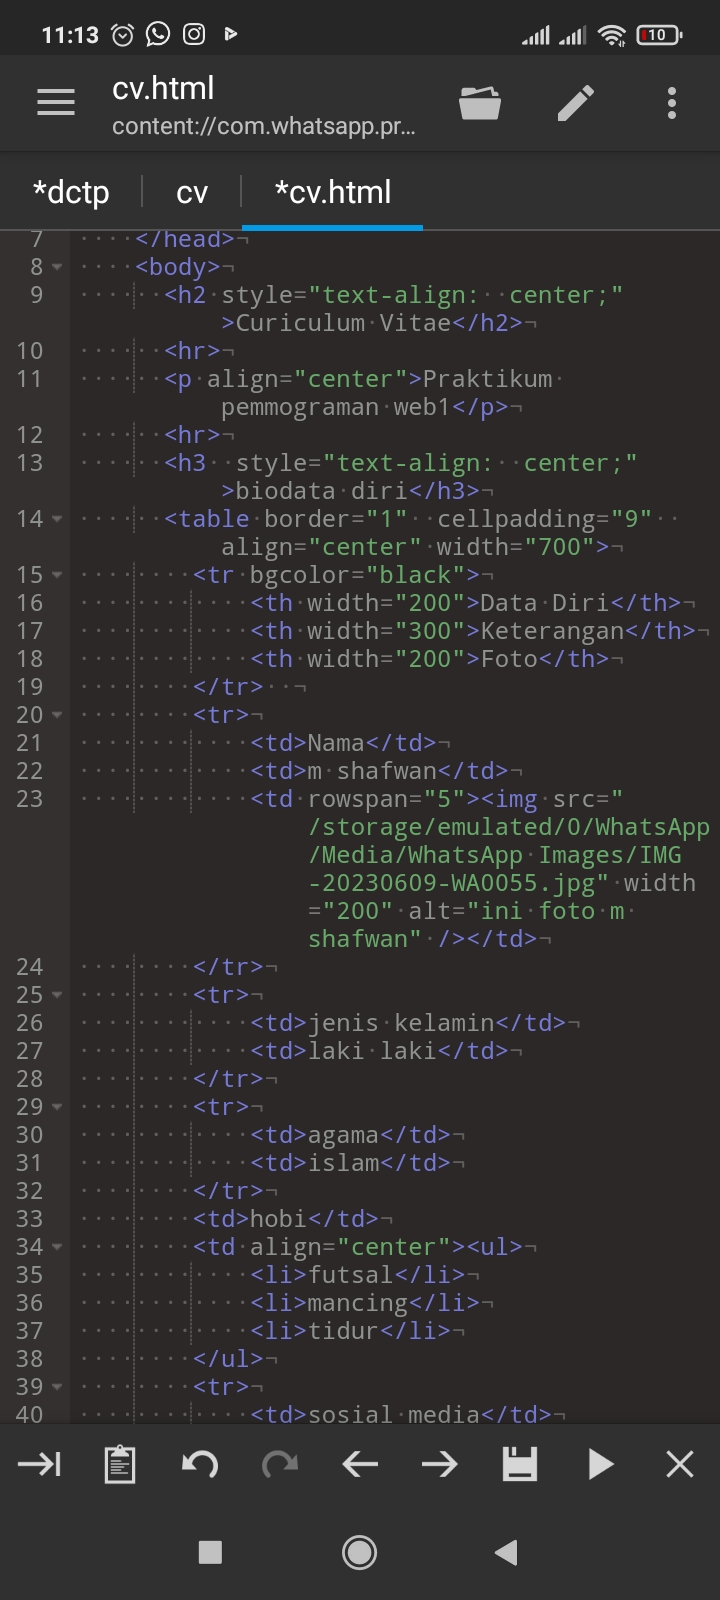 11:13
10
cv.html
content://com.whatsapp.pr...
*dctp
cv
*cv.html
7 </head>¬
8 <body>¬
9 <h2 style="text-align:  center;"
>Curiculum Vitae</h2>¬
10 <hr>¬
11 <p align="center">Praktikum
pemmograman web1</p>¬
12 <hr>¬
13 <h3  style="text-align:  center;"
>biodata diri</h3>¬
14 <table border="1"  cellpadding="9"
align="center" width="700">¬
15 <tr bgcolor="black">¬
16 <th width="200">Data Diri</th>¬
17 <th width="300">Keterangan</th>¬
18 <th width="200">Foto</th>¬
19 </tr>  ¬
20 <tr>¬
21 <td>Nama</td>¬
22 <td>m shafwan</td>¬
23 <td rowspan="5"><img src="
/storage/emulated/0/WhatsApp
/Media/WhatsApp Images/IMG
-20230609-WA0055.jpg" width
="200" alt="ini foto m
shafwan" /></td>¬
24 </tr>¬
25 <tr>¬
26 <td>jenis kelamin</td>¬
27 <td>laki laki</td>¬
28 </tr>¬
29 <tr>¬
30 <td>agama</td>¬
31 <td>islam</td>¬
32 </tr>¬
33 <td>hobi</td>¬
34 <td align="center"><ul>¬
35 <li>futsal</li>¬
36 <li>mancing</li>¬
37 <li>tidur</li>¬
38 </ul>¬
39 <tr>¬
40 <td>sosial media</td>¬